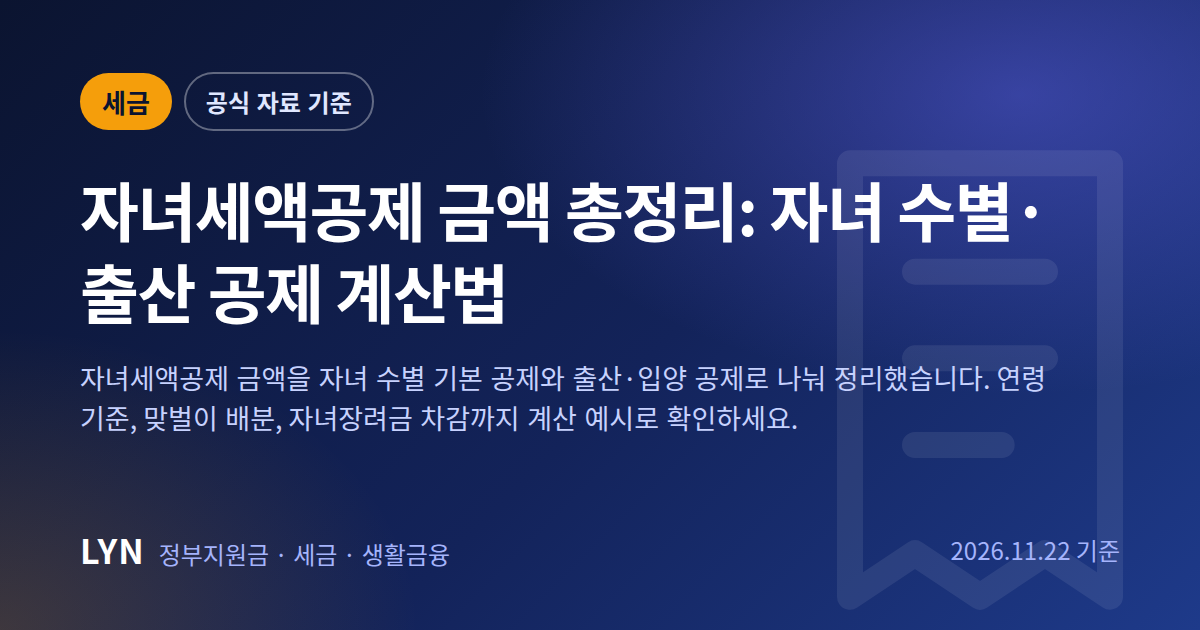 세금
공식 자료 기준
자녀세액공제 금액 총정리: 자녀 수별·
출산 공제 계산법
자녀세액공제 금액을 자녀 수별 기본 공제와 출산·입양 공제로 나눠 정리했습니다. 연령
기준, 맞벌이 배분, 자녀장려금 차감까지 계산 예시로 확인하세요.
LYN 정부지원금 · 세금 · 생활금융
2026.11.22 기준